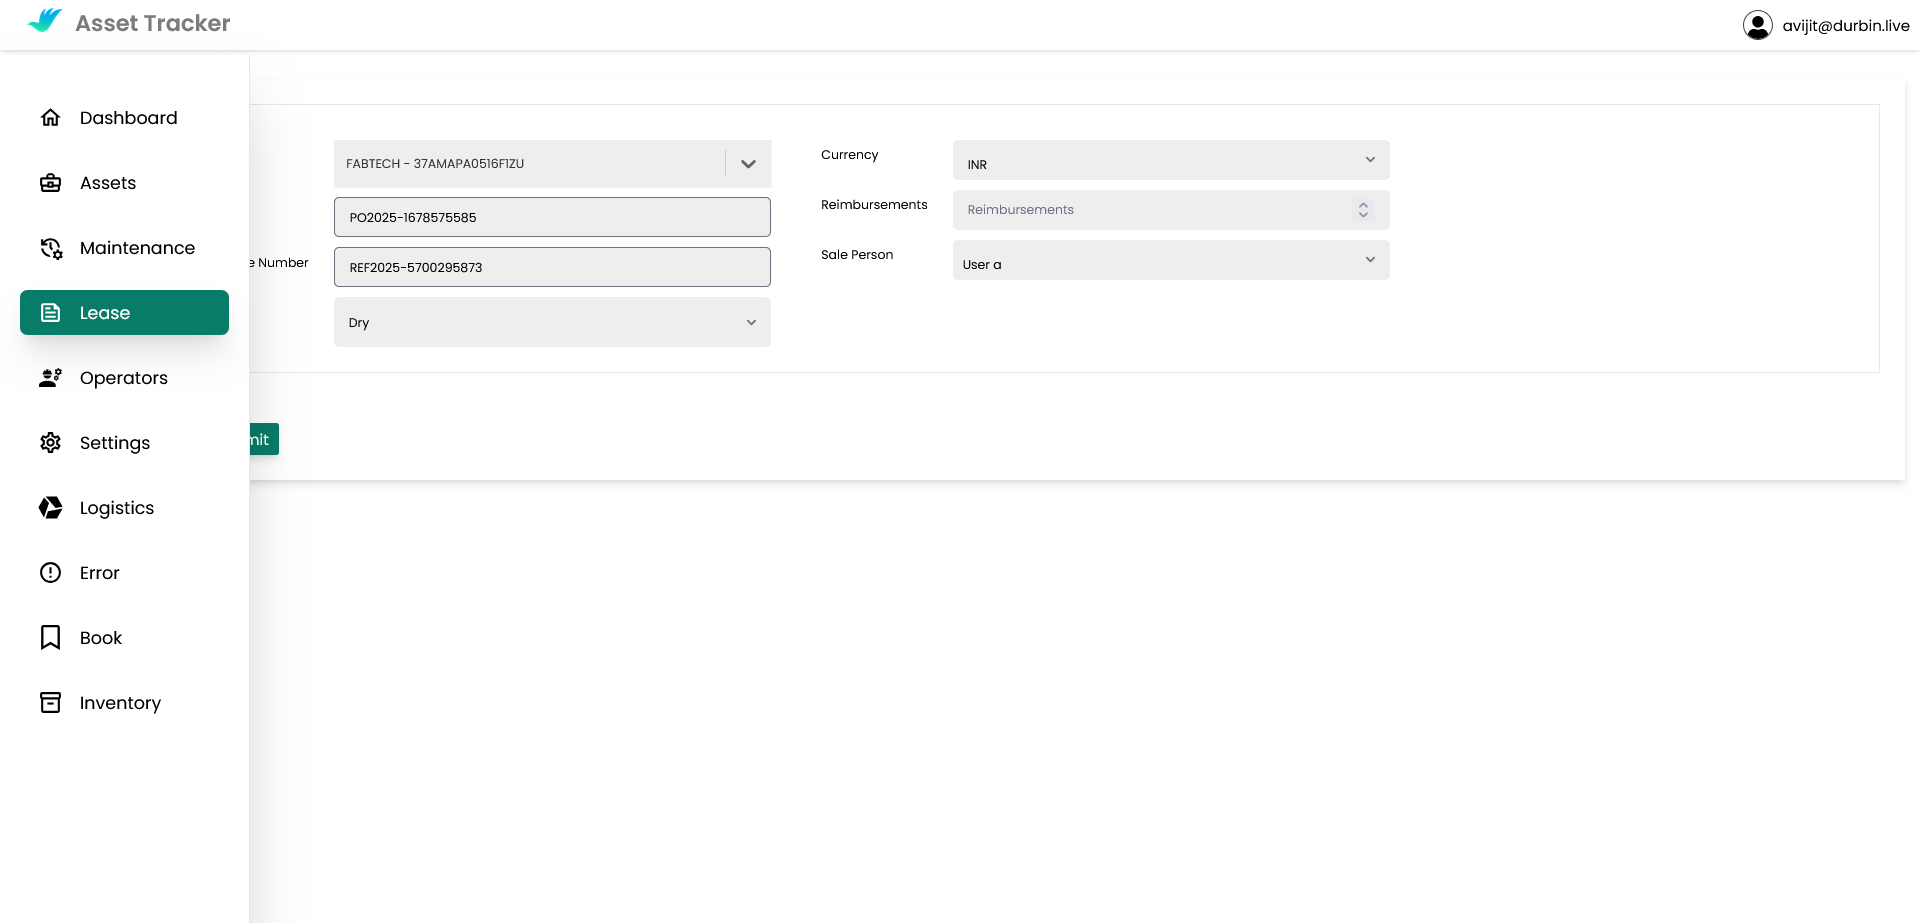 Asset Tracker
avijit@durbin.live
Dashboard
Assets
Maintenance
Lease
Operators
Settings
Logistics
Error
Book
Inventory
FABTECH - 37AMAPA0516F1ZU
PO2025-1678575585
e Number
REF2025-5700295873
Dry
Currency
INR
Reimbursements
Reimbursements
Sale Person
User a
mit